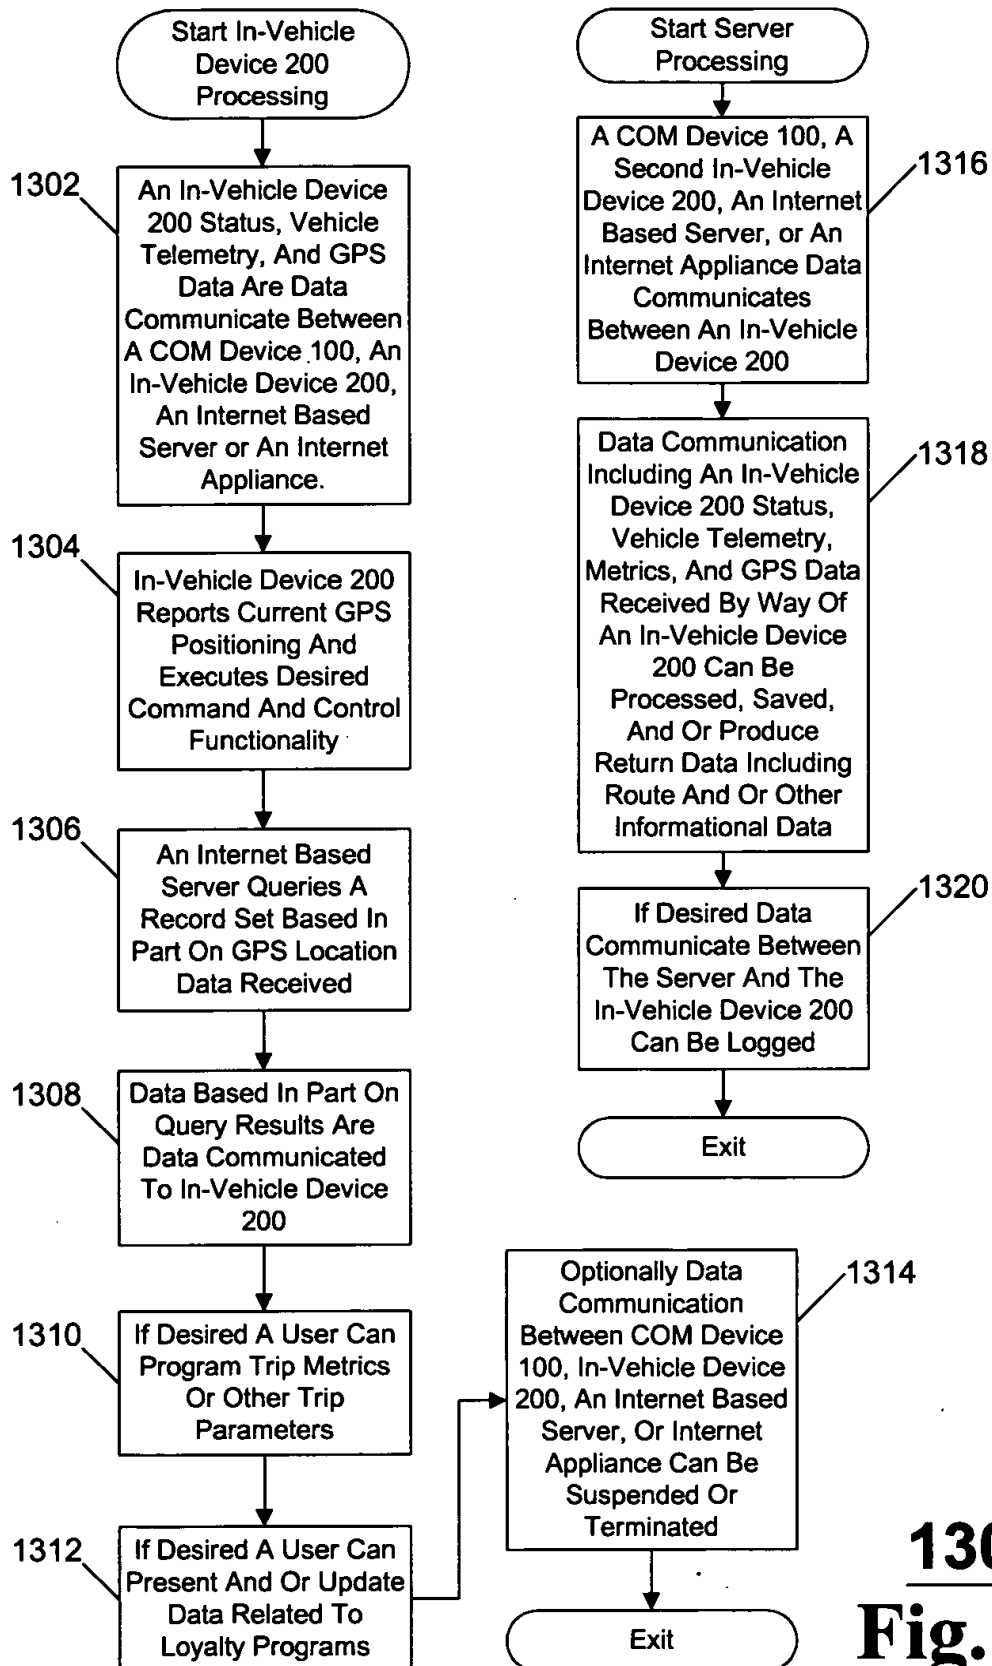 Start In-Vehicle
Device 200
Processing
1302
An In-Vehicle Device
200 Status, Vehicle
Telemetry, And GPS
Data Are Data
Communicate Between
A COM Device 100, An
In-Vehicle Device 200,
An Internet Based
Server or An Internet
Appliance.
1304
In-Vehicle Device 200
Reports Current GPS
Positioning And
Executes Desired
Command And Control
Functionality
1306
An Internet Based
Server Queries A
Record Set Based In
Part On GPS Location
Data Received
1308
Data Based In Part On
Query Results Are
Data Communicated
To In-Vehicle Device
200
1310
If Desired A User Can
Program Trip Metrics
Or Other Trip
Parameters
1312
If Desired A User Can
Present And Or Update
Data Related To
Loyalty Programs
Start Server
Processing
A COM Device 100, A
Second In-Vehicle
Device 200, An Internet
Based Server, or An
Internet Appliance Data
Communicates
Between An In-Vehicle
Device 200
1316
Data Communication
Including An In-Vehicle
Device 200 Status,
Vehicle Telemetry,
Metrics, And GPS Data
Received By Way Of
An In-Vehicle Device
200 Can Be
Processed, Saved,
And Or Produce
Return Data Including
Route And Or Other
Informational Data
1318
If Desired Data
Communicate Between
The Server And The
In-Vehicle Device 200
Can Be Logged
1320
Exit
Optionally Data
Communication
Between COM Device
100, In-Vehicle Device
200, An Internet Based
Server, Or Internet
Appliance Can Be
Suspended Or
Terminated
1314
Exit
Fig.